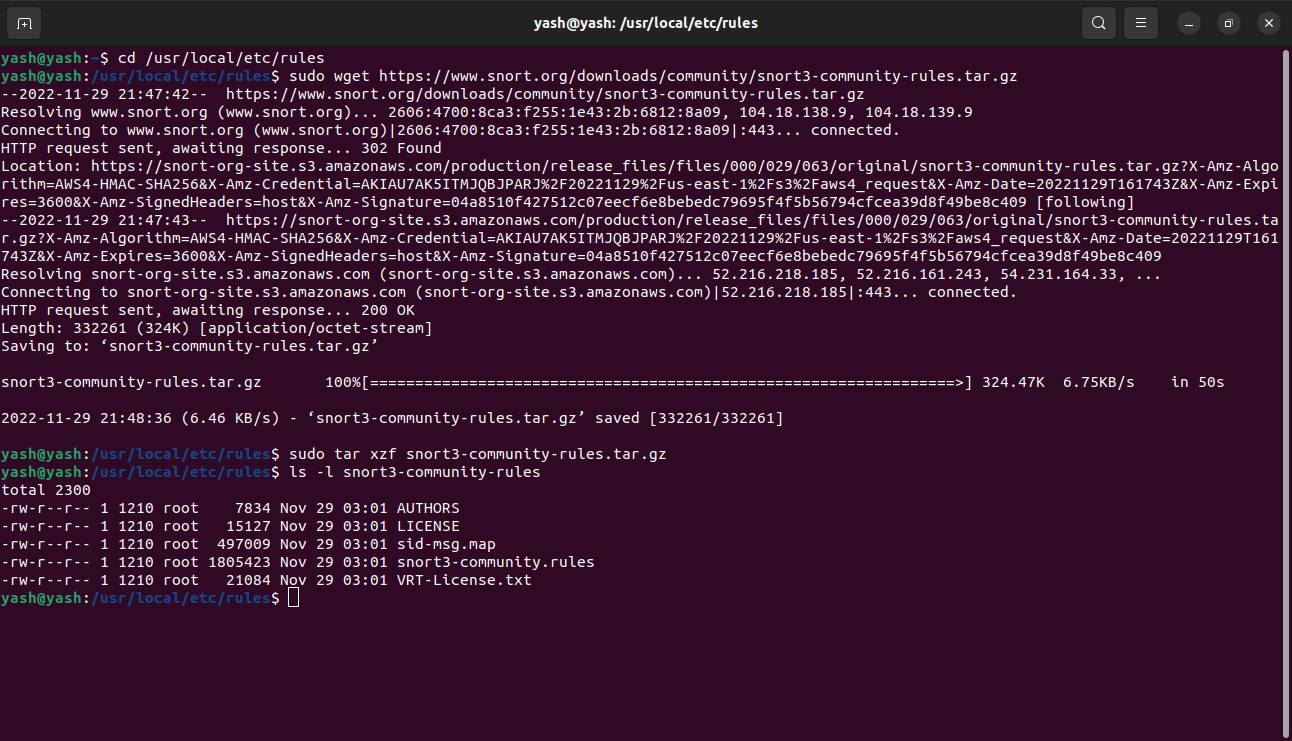 yash@yash: /usr/local/etc/rules
yash@yash:~$ cd /usr/local/etc/rules
yash@yash:/usr/local/etc/rules$ sudo wget https://www.snort.org/downloads/community/snort3-community-rules.tar.gz
--2022-11-29 21:47:42--  https://www.snort.org/downloads/community/snort3-community-rules.tar.gz
Resolving www.snort.org (www.snort.org)... 2606:4700:8ca3:f255:1e43:2b:6812:8a09, 104.18.138.9, 104.18.139.9
Connecting to www.snort.org (www.snort.org)|2606:4700:8ca3:f255:1e43:2b:6812:8a09|:443... connected.
HTTP request sent, awaiting response... 302 Found
Location: https://snort-org-site.s3.amazonaws.com/production/release_files/files/000/029/063/original/snort3-community-rules.tar.gz?X-Amz-Algo
rithm=AWS4-HMAC-SHA256&X-Amz-Credential=AKIAU7AK5ITMJQBJPARJ%2F20221129%2Fus-east-1%2Fs3%2Faws4_request&X-Amz-Date=20221129T161743Z&X-Amz-Expi
res=3600&X-Amz-SignedHeaders=host&X-Amz-Signature=04a8510f427512c07eecf6e8bebedc79695f4f5b56794cfcea39d8f49be8c409 [following]
--2022-11-29 21:47:43--  https://snort-org-site.s3.amazonaws.com/production/release_files/files/000/029/063/original/snort3-community-rules.ta
r.gz?X-Amz-Algorithm=AWS4-HMAC-SHA256&X-Amz-Credential=AKIAU7AK5ITMJQBJPARJ%2F20221129%2Fus-east-1%2Fs3%2Faws4_request&X-Amz-Date=20221129T161
743Z&X-Amz-Expires=3600&X-Amz-SignedHeaders=host&X-Amz-Signature=04a8510f427512c07eecf6e8bebedc79695f4f5b56794cfcea39d8f49be8c409
Resolving snort-org-site.s3.amazonaws.com (snort-org-site.s3.amazonaws.com)... 52.216.218.185, 52.216.161.243, 54.231.164.33, ...
Connecting to snort-org-site.s3.amazonaws.com (snort-org-site.s3.amazonaws.com)|52.216.218.185|:443... connected.
HTTP request sent, awaiting response... 200 OK
Length: 332261 (324K) [application/octet-stream]
Saving to: ‘snort3-community-rules.tar.gz’
snort3-community-rules.tar.gz       100%[=================================================================>] 324.47K  6.75KB/s    in 50s
2022-11-29 21:48:36 (6.46 KB/s) - ‘snort3-community-rules.tar.gz’ saved [332261/332261]
yash@yash:/usr/local/etc/rules$ sudo tar xzf snort3-community-rules.tar.gz
yash@yash:/usr/local/etc/rules$ ls -l snort3-community-rules
total 2300
-rw-r--r-- 1 1210 root    7834 Nov 29 03:01 AUTHORS
-rw-r--r-- 1 1210 root   15127 Nov 29 03:01 LICENSE
-rw-r--r-- 1 1210 root  497009 Nov 29 03:01 sid-msg.map
-rw-r--r-- 1 1210 root 1805423 Nov 29 03:01 snort3-community.rules
-rw-r--r-- 1 1210 root   21084 Nov 29 03:01 VRT-License.txt
yash@yash:/usr/local/etc/rules$